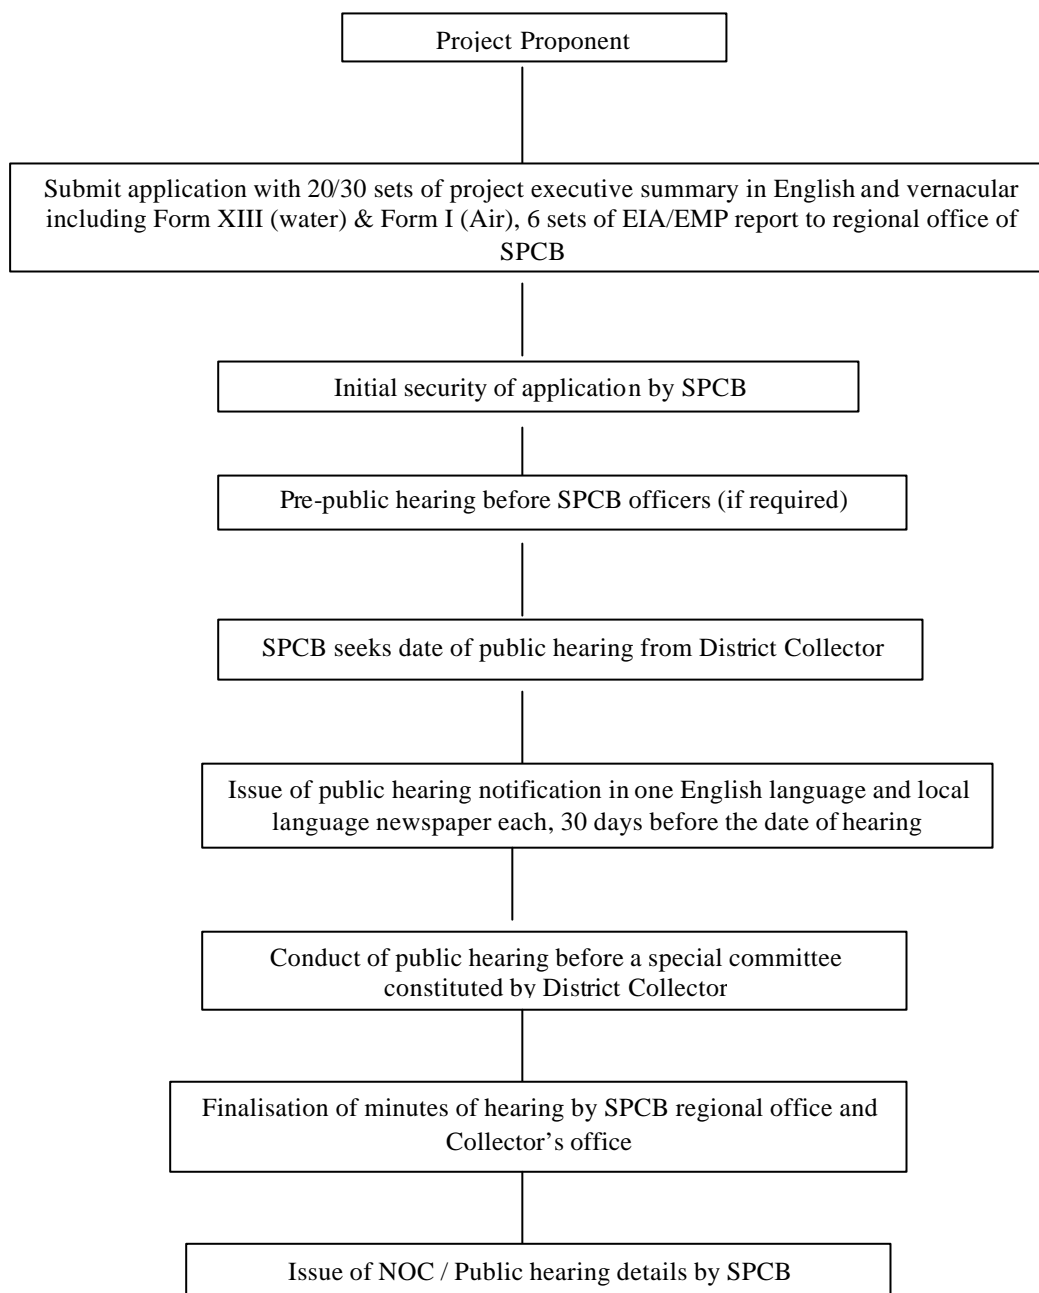 Project Proponent
Submit application with 20/30 sets of project executive summary in English and vernacular
including Form XIII (water) & Form I (Air), 6 sets of EIA/EMP report to regional office of
SPCB
Initial security of application by SPCB
Pre-public hearing before SPCB officers (if required)
SPCB seeks date of public hearing from District Collector
Issue of public hearing notification in one English language and local
language newspaper each, 30 days before the date of hearing
Conduct of public hearing before a special committee
constituted by District Collector
Finalisation of minutes of hearing by SPCB regional office and
Collector’s office
Issue of NOC / Public hearing details by SPCB